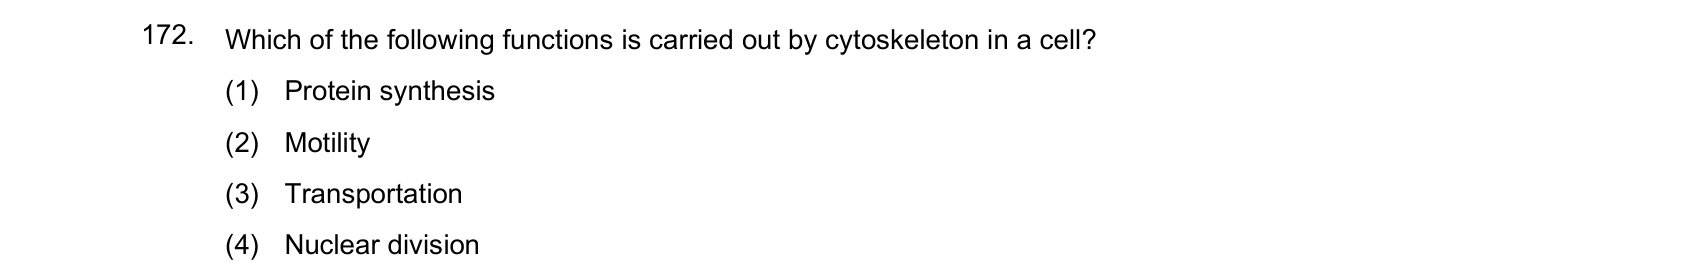 172. Which of the following functions is carried out by cytoskeleton in a cell?
(1) Protein synthesis
(2) Motility
(3) Transportation
(4) Nuclear division